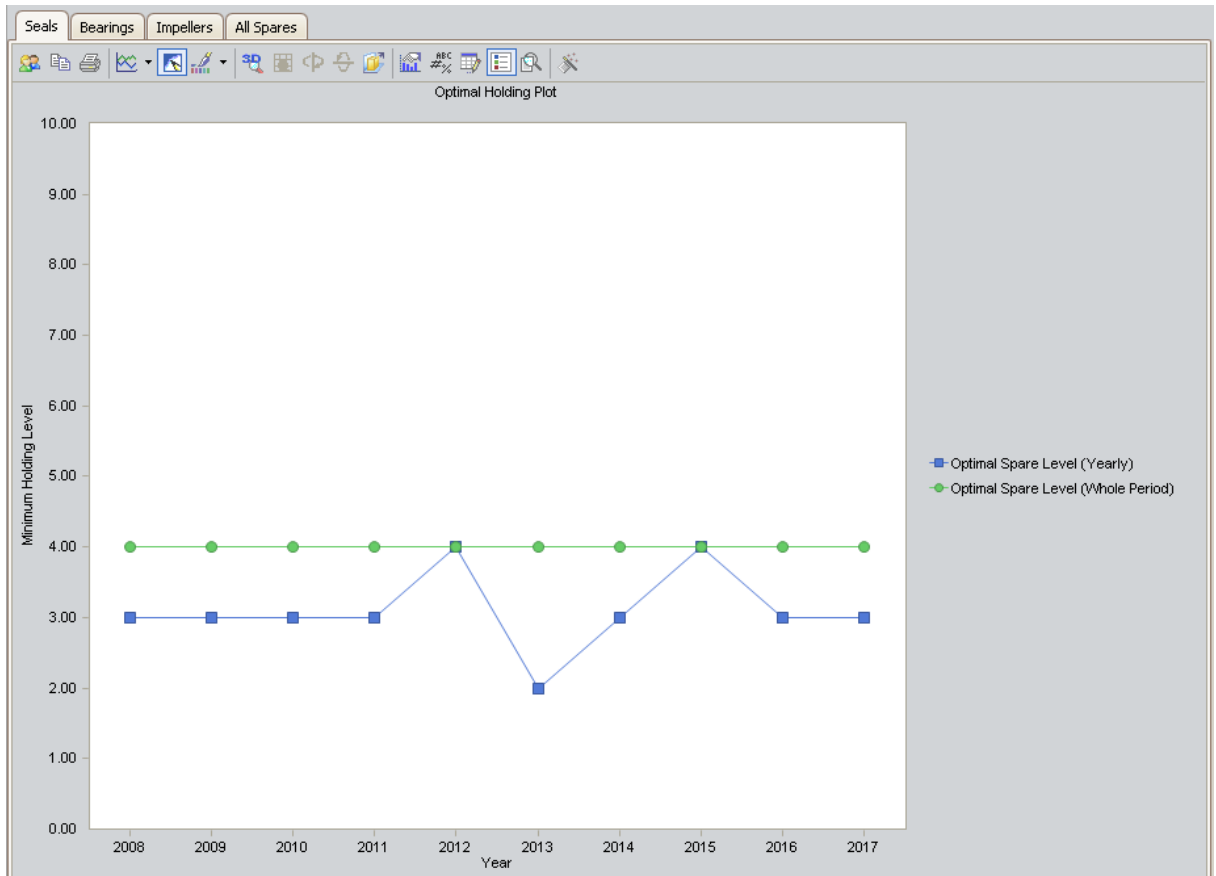 Seals Bearings Impellers All Spares
3D ABC #%
Optimal Holding Plot
10.00
9.00
8.00
7.00
6.00
5.00
4.00
3.00
2.00
1.00
0.00
Minimum Holding Level
2008 2009 2010 2011 2012 2013 2014 2015 2016 2017
Year
Optimal Spare Level (Yearly)
Optimal Spare Level (Whole Period)